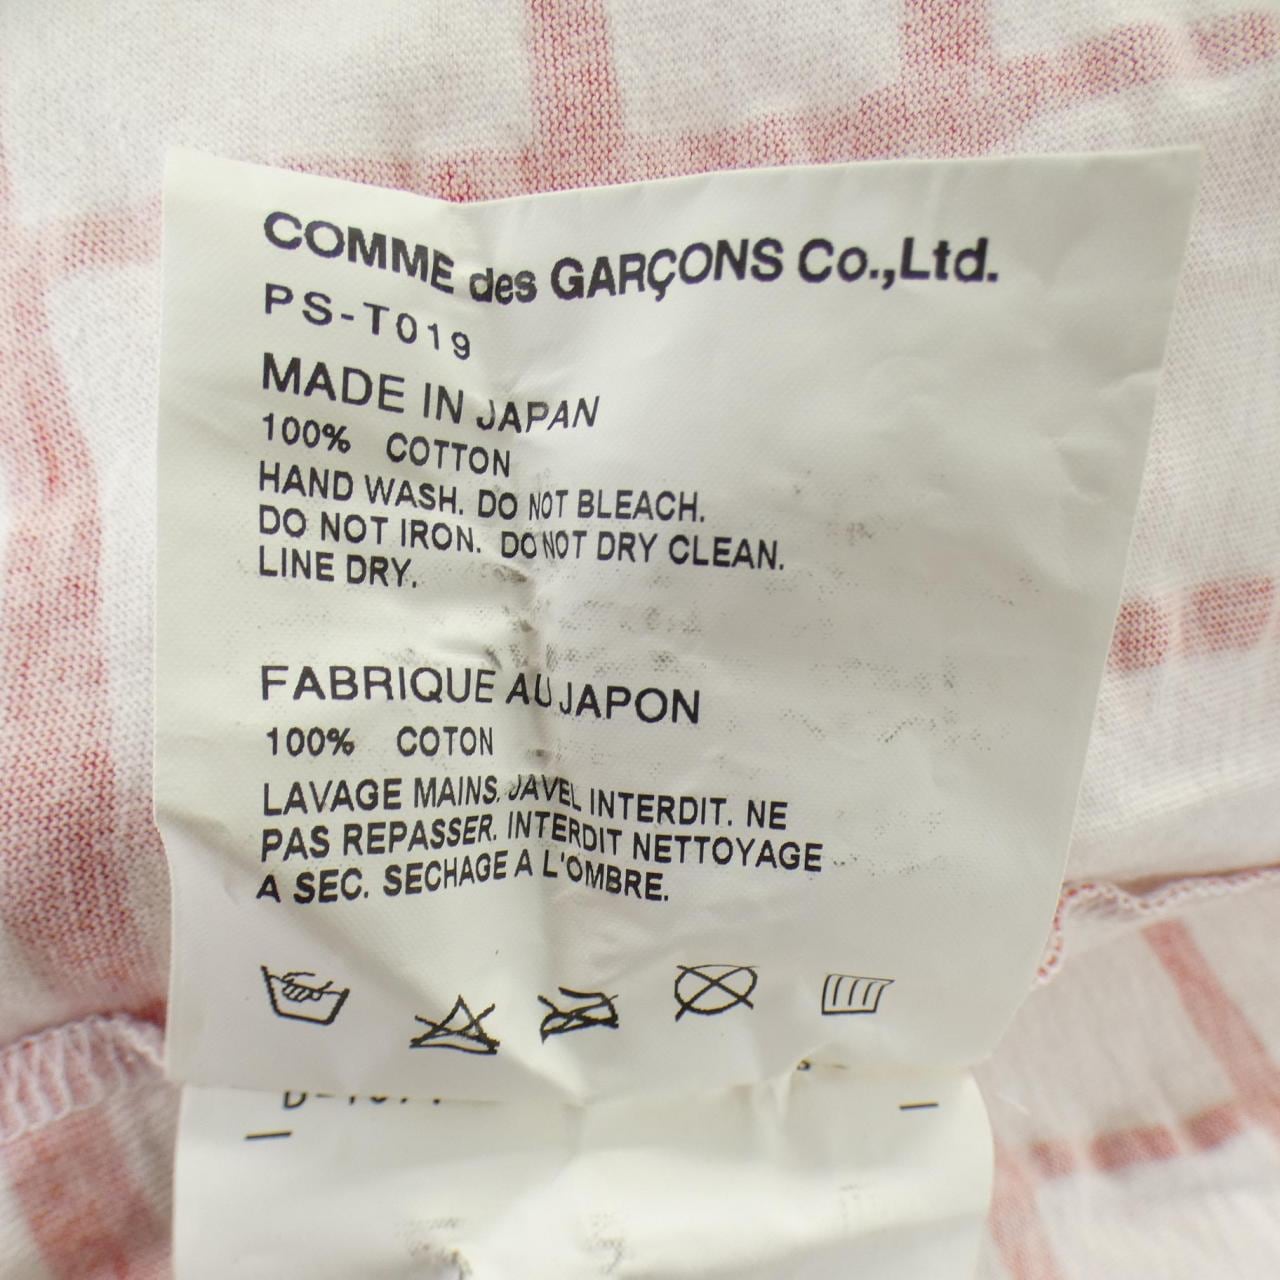 COMME des GARÇONS Co.,Ltd.
PS-T019
MADE IN JAPAN
100% COTTON
HAND WASH. DO NOT BLEACH.
DO NOT IRON. DO NOT DRY CLEAN.
LINE DRY.
FABRIQUE AU JAPON
100% COTON
LAVAGE MAINS. JAVEL INTERDIT. NE
PAS REPASSER. INTERDIT NETTOYAGE
A SEC. SECHAGE A L'OMBRE.